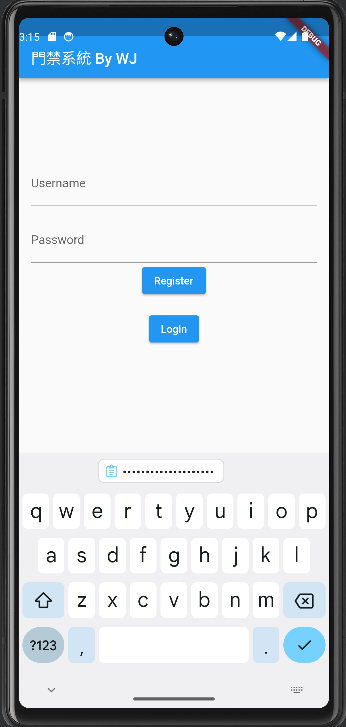 3:15
DEBUG
門禁系統 By WJ
Username
Password
Register
Login
••••••••••••••••••••
q w e r t y u i o p
a s d f g h j k l
z x c v b n m
?123 , .